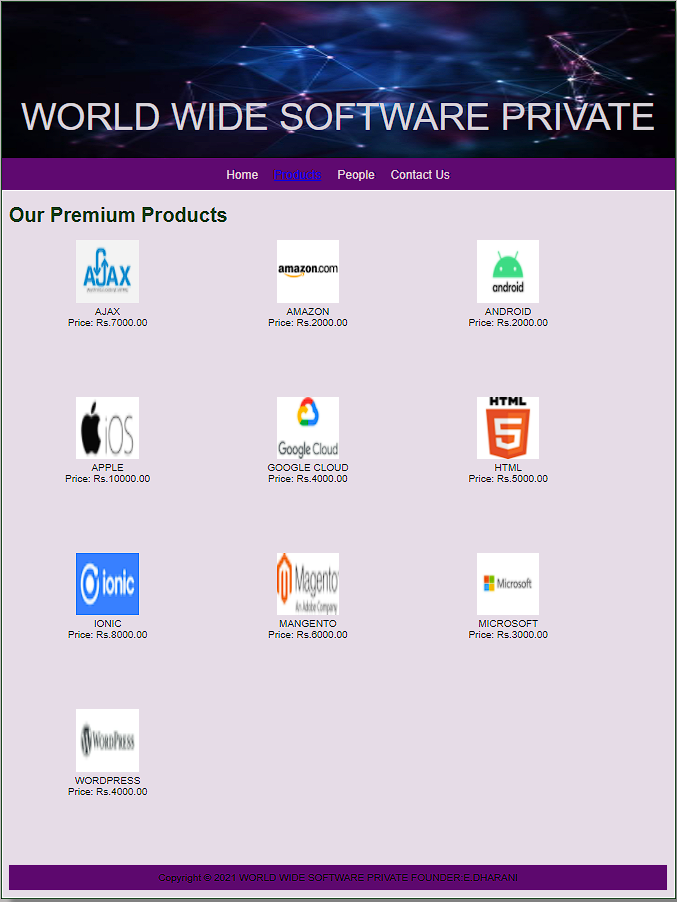 WORLD WIDE SOFTWARE PRIVATE
Home Products People Contact Us
Our Premium Products
AJAX
amazon.com
android
AJAX AMAZON ANDROID
Price: Rs.7000.00 Price: Rs.2000.00 Price: Rs.2000.00
iOS
Google Cloud
HTML
5
APPLE GOOGLE CLOUD HTML
Price: Rs.10000.00 Price: Rs.4000.00 Price: Rs.5000.00
ionic
Magento
An Adobe Company
Microsoft
IONIC MANGENTO MICROSOFT
Price: Rs.8000.00 Price: Rs.6000.00 Price: Rs.3000.00
WORDPRESS
WORDPRESS
Price: Rs.4000.00
Copyright © 2021 WORLD WIDE SOFTWARE PRIVATE FOUNDER:E.DHARANI